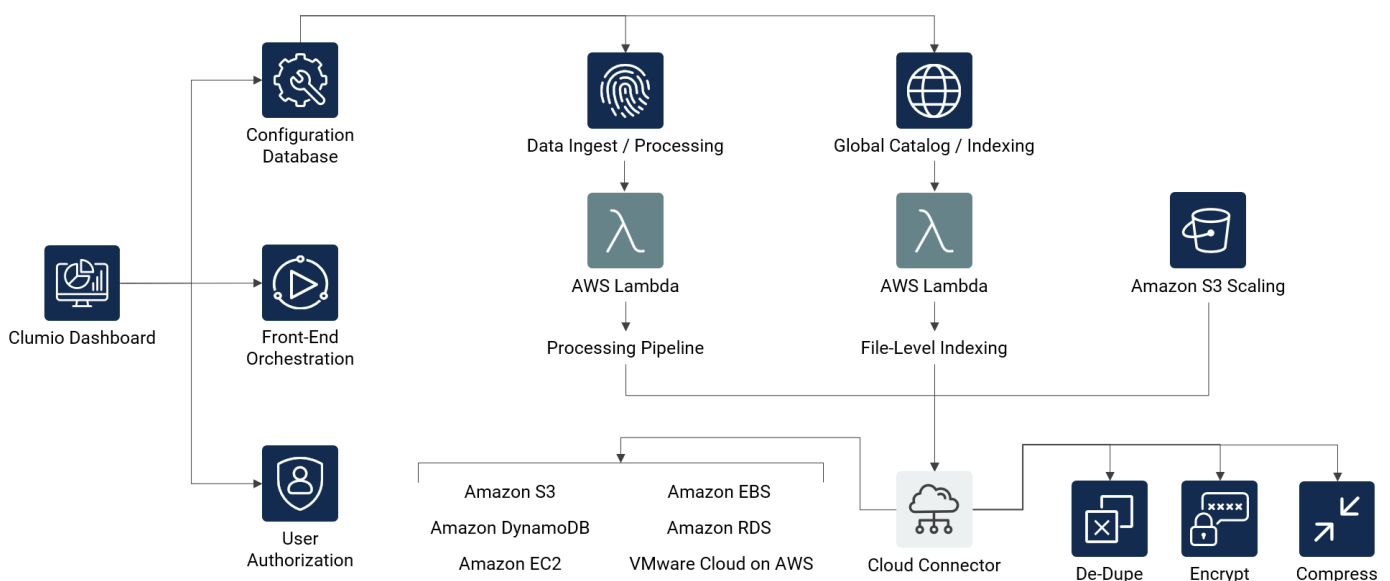 Configuration
Database
Data Ingest / Processing
Global Catalog / Indexing
Clumio Dashboard
Front-End
Orchestration
User
Authorization
AWS Lambda
AWS Lambda
Amazon S3 Scaling
Processing Pipeline
File-Level Indexing
Amazon S3
Amazon EBS
Amazon DynamoDB
Amazon RDS
Amazon EC2
VMware Cloud on AWS
Cloud Connector
xxxx
De-Dupe
Encrypt
Compress